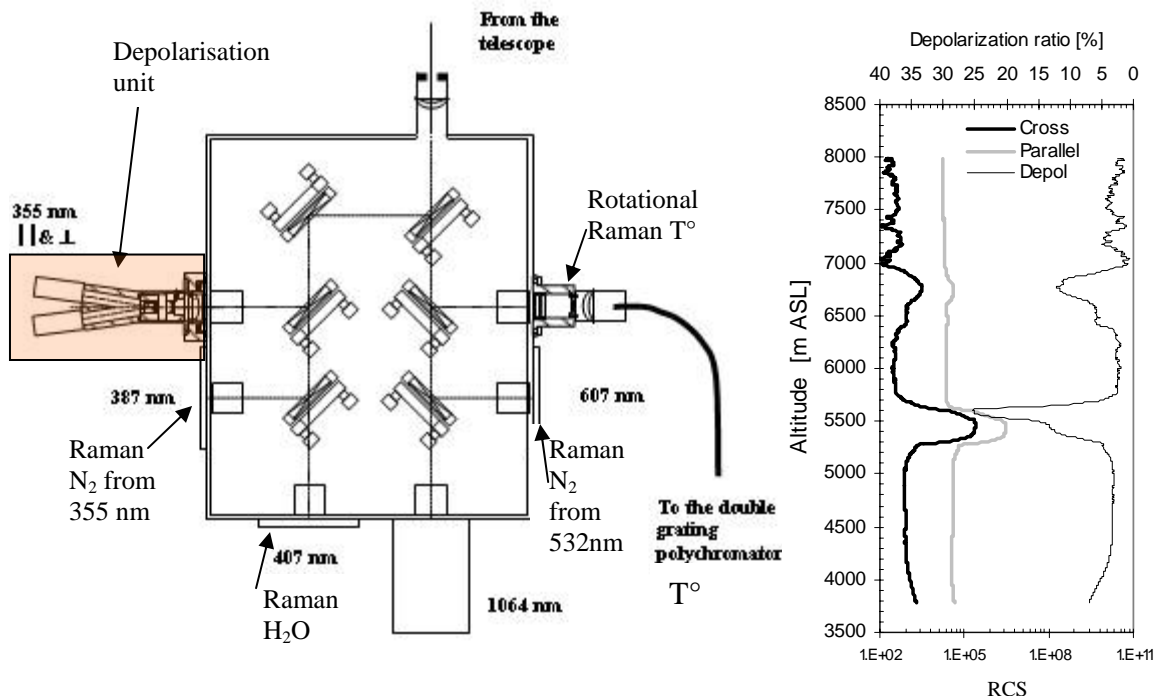 From the
telescope
Depolarisation
unit
355 nm
||& ⊥
Rotational
Raman T°
387 nm
607 nm
Raman
N₂ from
355 nm
Raman
N₂
from
532nm
407 nm
Raman
H₂O
1064 nm
To the double
grating
polychromator
T°
Depolarization ratio [%]
40 35 30 25 20 15 10 5 0
Cross
Parallel
Depol
Altitude [m ASL]
8500
8000
7500
7000
6500
6000
5500
5000
4500
4000
3500
1.E+02 1.E+05 1.E+08 1.E+11
RCS